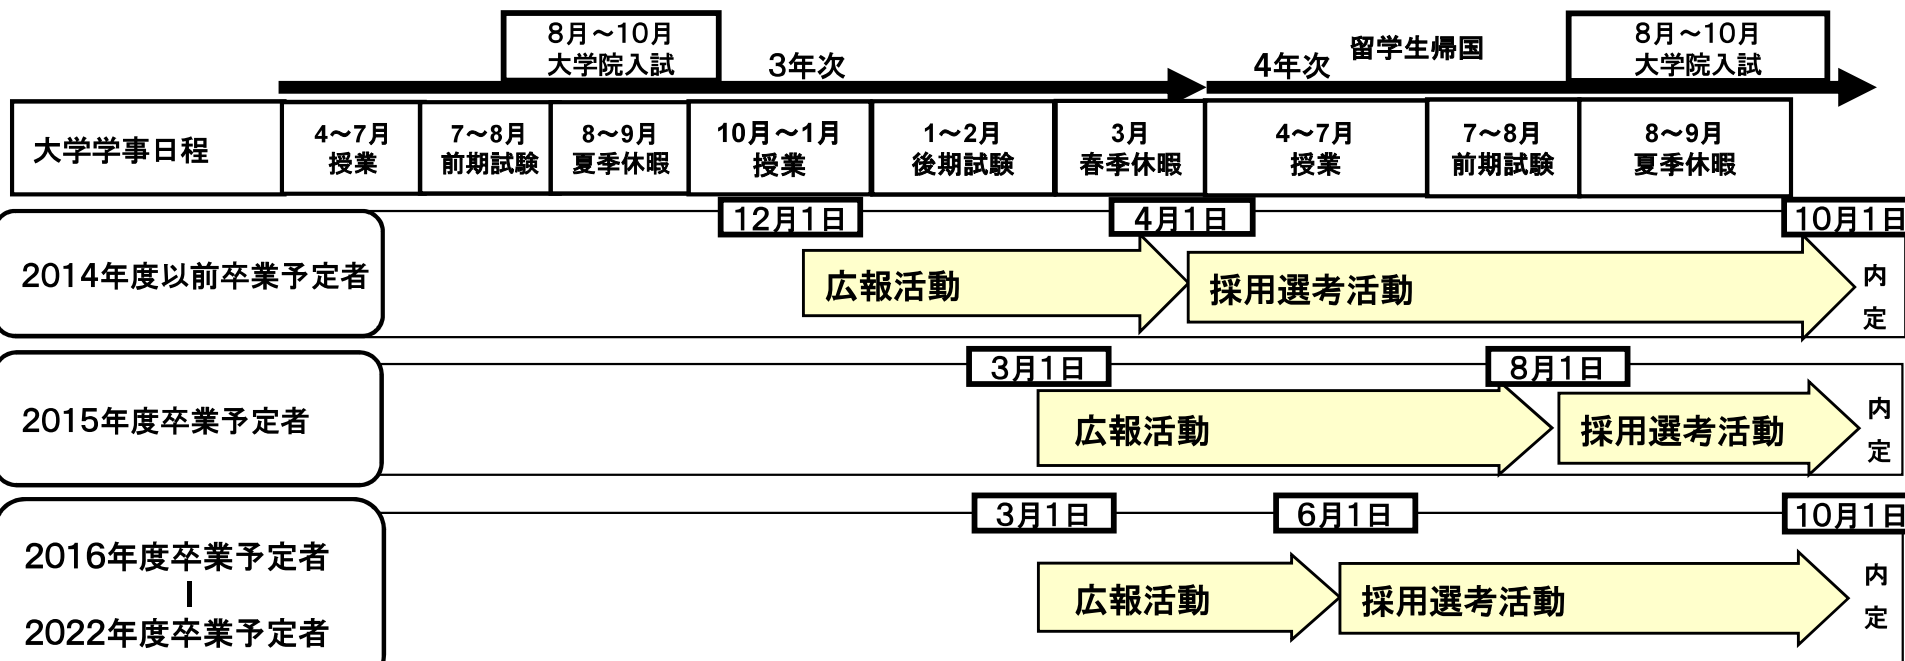 8月～10月
大学院入試
3年次
4年次
留学生帰国
8月～10月
大学院入試
大学学事日程
4～7月
授業
7～8月
前期試験
8～9月
夏季休暇
10月～1月
授業
1～2月
後期試験
3月
春季休暇
4～7月
授業
7～8月
前期試験
8～9月
夏季休暇
12月1日
4月1日
10月1日
2014年度以前卒業予定者
広報活動
採用選考活動
内
定
3月1日
8月1日
2015年度卒業予定者
広報活動
採用選考活動
内
定
3月1日
6月1日
10月1日
2016年度卒業予定者
|
2022年度卒業予定者
広報活動
採用選考活動
内
定